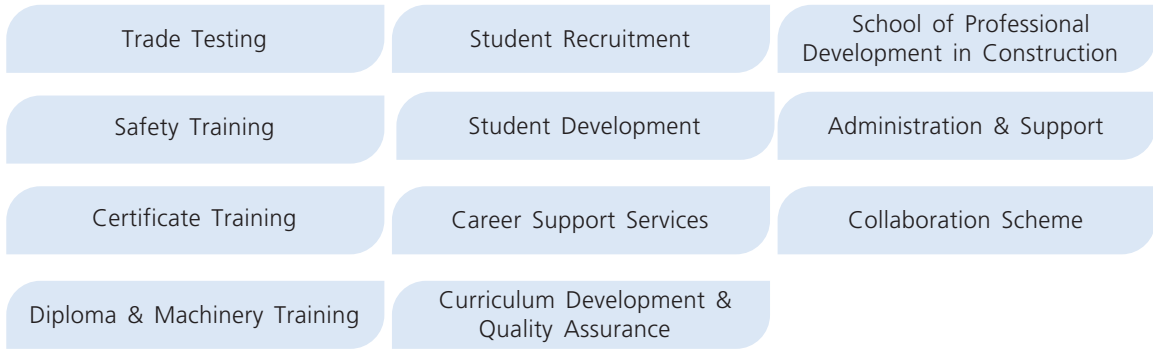 Trade Testing
Student Recruitment
School of Professional
Development in Construction
Safety Training
Student Development
Administration & Support
Certificate Training
Career Support Services
Collaboration Scheme
Diploma & Machinery Training
Curriculum Development &
Quality Assurance